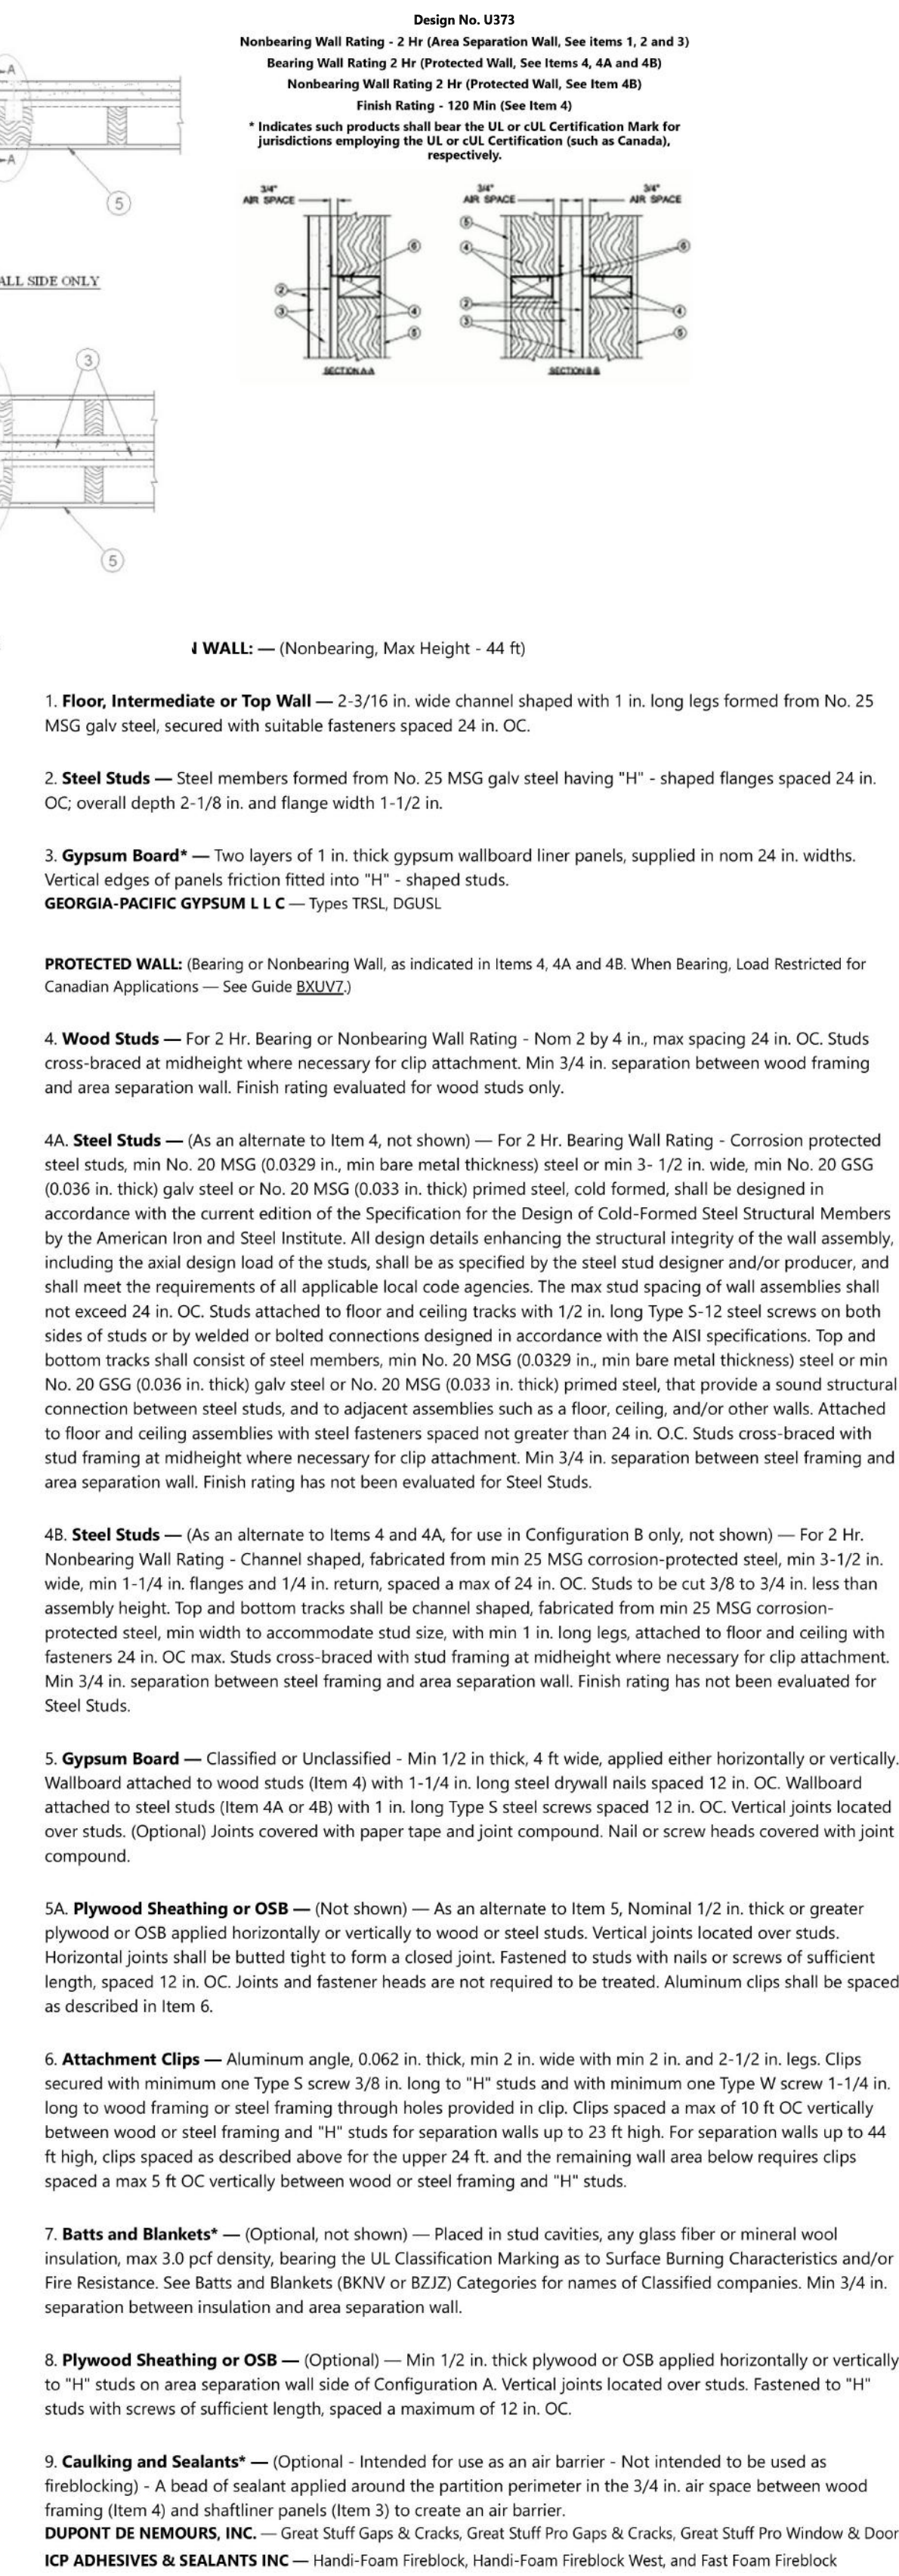 Design No. U373
Nonbearing Wall Rating - 2 Hr (Area Separation Wall, See items 1, 2 and 3)
Bearing Wall Rating 2 Hr (Protected Wall, See Items 4, 4A and 4B)
Nonbearing Wall Rating 2 Hr (Protected Wall, See Item 4B)
Finish Rating - 120 Min (See Item 4)
* Indicates such products shall bear the UL or cUL Certification Mark for
jurisdictions employing the UL or cUL Certification (such as Canada),
respectively.
A
A
5
ALL SIDE ONLY
3
5
3/4"
AIR SPACE
6
2
3
4
5
SECTION A-A
3/4"
AIR SPACE
3/4"
AIR SPACE
5
4
6
2
3
4
5
SECTION B-B
N WALL: — (Nonbearing, Max Height - 44 ft)
1. Floor, Intermediate or Top Wall — 2-3/16 in. wide channel shaped with 1 in. long legs formed from No. 25
MSG galv steel, secured with suitable fasteners spaced 24 in. OC.
2. Steel Studs — Steel members formed from No. 25 MSG galv steel having "H" - shaped flanges spaced 24 in.
OC; overall depth 2-1/8 in. and flange width 1-1/2 in.
3. Gypsum Board* — Two layers of 1 in. thick gypsum wallboard liner panels, supplied in nom 24 in. widths.
Vertical edges of panels friction fitted into "H" - shaped studs.
GEORGIA-PACIFIC GYPSUM L L C — Types TRSL, DGUSL
PROTECTED WALL: (Bearing or Nonbearing Wall, as indicated in Items 4, 4A and 4B. When Bearing, Load Restricted for
Canadian Applications — See Guide BXUV7.)
4. Wood Studs — For 2 Hr. Bearing or Nonbearing Wall Rating - Nom 2 by 4 in., max spacing 24 in. OC. Studs
cross-braced at midheight where necessary for clip attachment. Min 3/4 in. separation between wood framing
and area separation wall. Finish rating evaluated for wood studs only.
4A. Steel Studs — (As an alternate to Item 4, not shown) — For 2 Hr. Bearing Wall Rating - Corrosion protected
steel studs, min No. 20 MSG (0.0329 in., min bare metal thickness) steel or min 3- 1/2 in. wide, min No. 20 GSG
(0.036 in. thick) galv steel or No. 20 MSG (0.033 in. thick) primed steel, cold formed, shall be designed in
accordance with the current edition of the Specification for the Design of Cold-Formed Steel Structural Members
by the American Iron and Steel Institute. All design details enhancing the structural integrity of the wall assembly,
including the axial design load of the studs, shall be as specified by the steel stud designer and/or producer, and
shall meet the requirements of all applicable local code agencies. The max stud spacing of wall assemblies shall
not exceed 24 in. OC. Studs attached to floor and ceiling tracks with 1/2 in. long Type S-12 steel screws on both
sides of studs or by welded or bolted connections designed in accordance with the AISI specifications. Top and
bottom tracks shall consist of steel members, min No. 20 MSG (0.0329 in., min bare metal thickness) steel or min
No. 20 GSG (0.036 in. thick) galv steel or No. 20 MSG (0.033 in. thick) primed steel, that provide a sound structural
connection between steel studs, and to adjacent assemblies such as a floor, ceiling, and/or other walls. Attached
to floor and ceiling assemblies with steel fasteners spaced not greater than 24 in. O.C. Studs cross-braced with
stud framing at midheight where necessary for clip attachment. Min 3/4 in. separation between steel framing and
area separation wall. Finish rating has not been evaluated for Steel Studs.
4B. Steel Studs — (As an alternate to Items 4 and 4A, for use in Configuration B only, not shown) — For 2 Hr.
Nonbearing Wall Rating - Channel shaped, fabricated from min 25 MSG corrosion-protected steel, min 3-1/2 in.
wide, min 1-1/4 in. flanges and 1/4 in. return, spaced a max of 24 in. OC. Studs to be cut 3/8 to 3/4 in. less than
assembly height. Top and bottom tracks shall be channel shaped, fabricated from min 25 MSG corrosion-
protected steel, min width to accommodate stud size, with min 1 in. long legs, attached to floor and ceiling with
fasteners 24 in. OC max. Studs cross-braced with stud framing at midheight where necessary for clip attachment.
Min 3/4 in. separation between steel framing and area separation wall. Finish rating has not been evaluated for
Steel Studs.
5. Gypsum Board — Classified or Unclassified - Min 1/2 in thick, 4 ft wide, applied either horizontally or vertically.
Wallboard attached to wood studs (Item 4) with 1-1/4 in. long steel drywall nails spaced 12 in. OC. Wallboard
attached to steel studs (Item 4A or 4B) with 1 in. long Type S steel screws spaced 12 in. OC. Vertical joints located
over studs. (Optional) Joints covered with paper tape and joint compound. Nail or screw heads covered with joint
compound.
5A. Plywood Sheathing or OSB — (Not shown) — As an alternate to Item 5, Nominal 1/2 in. thick or greater
plywood or OSB applied horizontally or vertically to wood or steel studs. Vertical joints located over studs.
Horizontal joints shall be butted tight to form a closed joint. Fastened to studs with nails or screws of sufficient
length, spaced 12 in. OC. Joints and fastener heads are not required to be treated. Aluminum clips shall be spaced
as described in Item 6.
6. Attachment Clips — Aluminum angle, 0.062 in. thick, min 2 in. wide with min 2 in. and 2-1/2 in. legs. Clips
secured with minimum one Type S screw 3/8 in. long to "H" studs and with minimum one Type W screw 1-1/4 in.
long to wood framing or steel framing through holes provided in clip. Clips spaced a max of 10 ft OC vertically
between wood or steel framing and "H" studs for separation walls up to 23 ft high. For separation walls up to 44
ft high, clips spaced as described above for the upper 24 ft. and the remaining wall area below requires clips
spaced a max 5 ft OC vertically between wood or steel framing and "H" studs.
7. Batts and Blankets* — (Optional, not shown) — Placed in stud cavities, any glass fiber or mineral wool
insulation, max 3.0 pcf density, bearing the UL Classification Marking as to Surface Burning Characteristics and/or
Fire Resistance. See Batts and Blankets (BKNV or BZJZ) Categories for names of Classified companies. Min 3/4 in.
separation between insulation and area separation wall.
8. Plywood Sheathing or OSB — (Optional) — Min 1/2 in. thick plywood or OSB applied horizontally or vertically
to "H" studs on area separation wall side of Configuration A. Vertical joints located over studs. Fastened to "H"
studs with screws of sufficient length, spaced a maximum of 12 in. OC.
9. Caulking and Sealants* — (Optional - Intended for use as an air barrier - Not intended to be used as
fireblocking) - A bead of sealant applied around the partition perimeter in the 3/4 in. air space between wood
framing (Item 4) and shaftliner panels (Item 3) to create an air barrier.
DUPONT DE NEMOURS, INC. — Great Stuff Gaps & Cracks, Great Stuff Pro Gaps & Cracks, Great Stuff Pro Window & Door
ICP ADHESIVES & SEALANTS INC — Handi-Foam Fireblock, Handi-Foam Fireblock West, and Fast Foam Fireblock